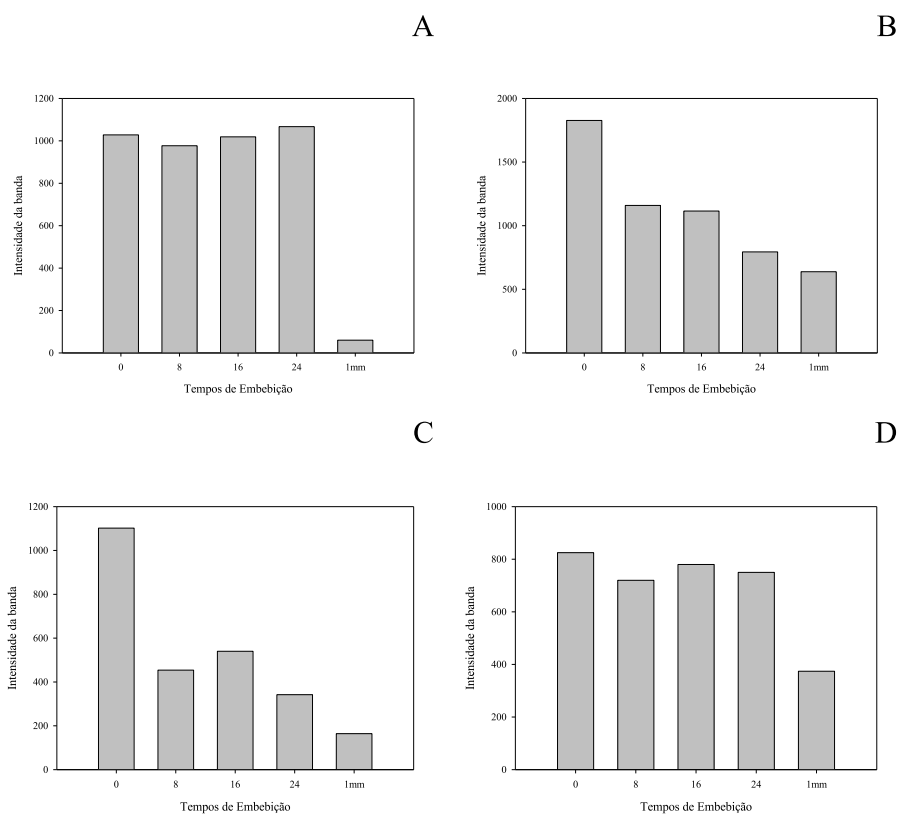 A
1200
1000
800
600
400
200
0
Intensidade da banda
0 8 16 24 1mm
Tempos de Embebição
B
2000
1500
1000
500
0
Intensidade da banda
0 8 16 24 1mm
Tempos de Embebição
C
1200
1000
800
600
400
200
0
Intensidade da banda
0 8 16 24 1mm
Tempos de Embebição
D
1000
800
600
400
200
0
Intensidade da banda
0 8 16 24 1mm
Tempos de Embebição